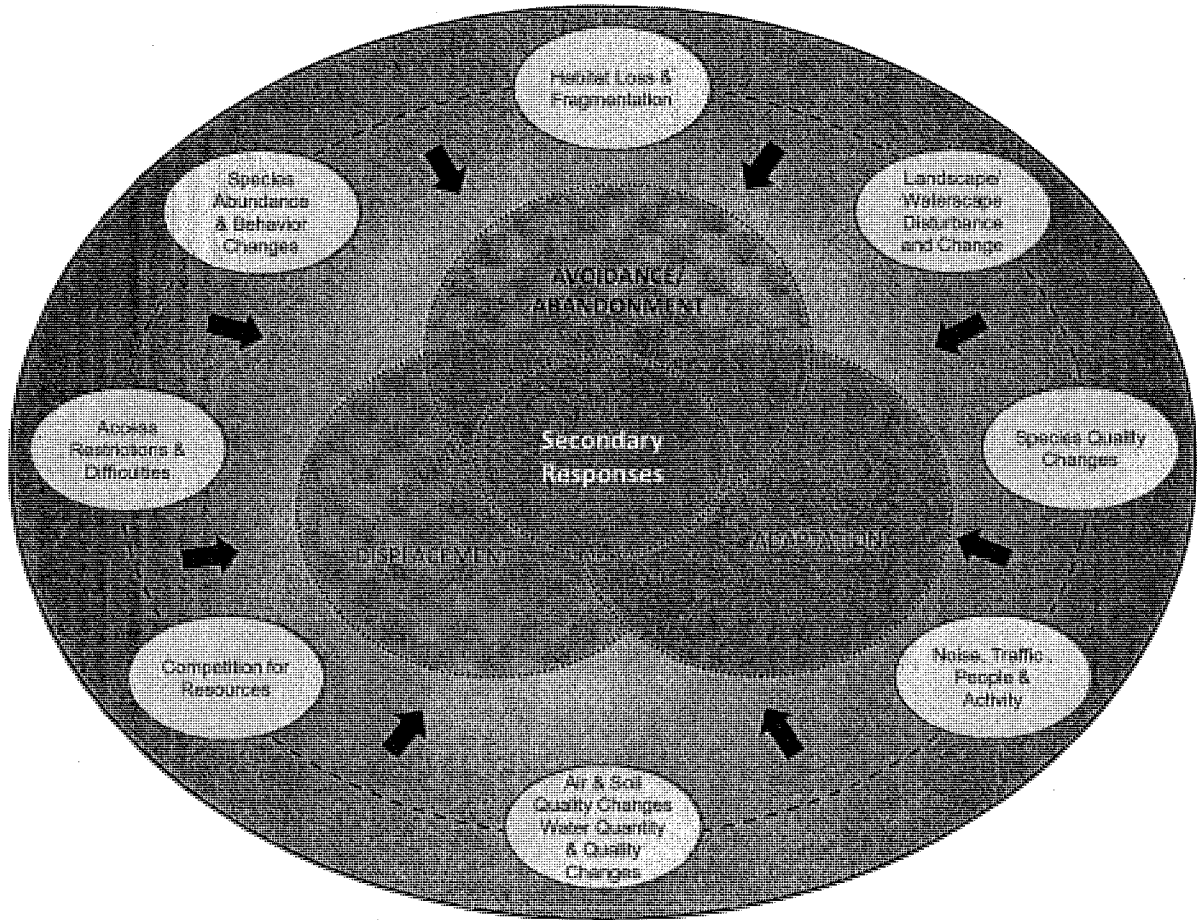 Habitat Loss &
Fragmentation
Species
Abundance
& Behavior
Changes
Landscape/
Waterscape
Disturbance
and Change
AVOIDANCE/
ABANDONMENT
Access
Restrictions &
Difficulties
Secondary
Responses
Species Quality
Changes
DISPLACEMENT
ADAPTATION
Competition for
Resources
Noise, Traffic ,
People &
Activity
Air & Soil
Quality Changes
Water Quantity
& Quality
Changes